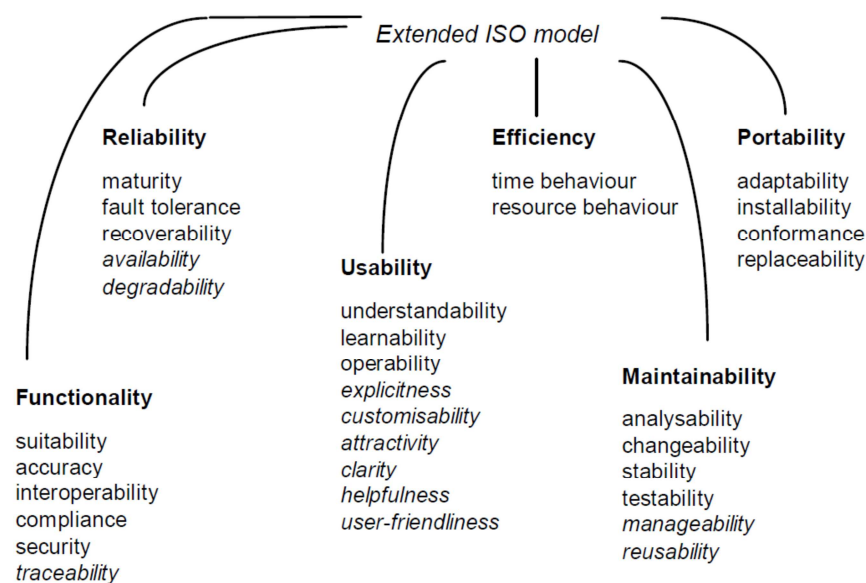 Extended ISO model
Reliability
maturity
fault tolerance
recoverability
availability
degradability
Efficiency
time behaviour
resource behaviour
Portability
adaptability
installability
conformance
replaceability
Usability
understandability
learnability
operability
explicitness
customisability
attractivity
clarity
helpfulness
user-friendliness
Functionality
suitability
accuracy
interoperability
compliance
security
traceability
Maintainability
analysability
changeability
stability
testability
manageability
reusability